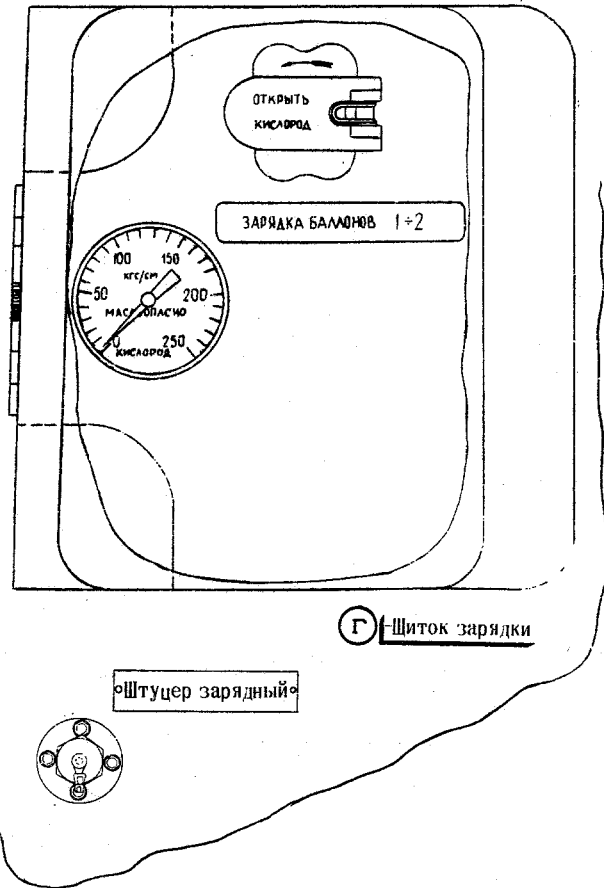 ОТКРЫТЬ
КИСЛОРОД
ЗАРЯДКА БАЛЛОНОВ 1÷2
100 150
КГС/СМ
50 200
МАСЛООПАСНО
0 250
КИСЛОРОД
Г Щиток зарядки
Штуцер зарядный